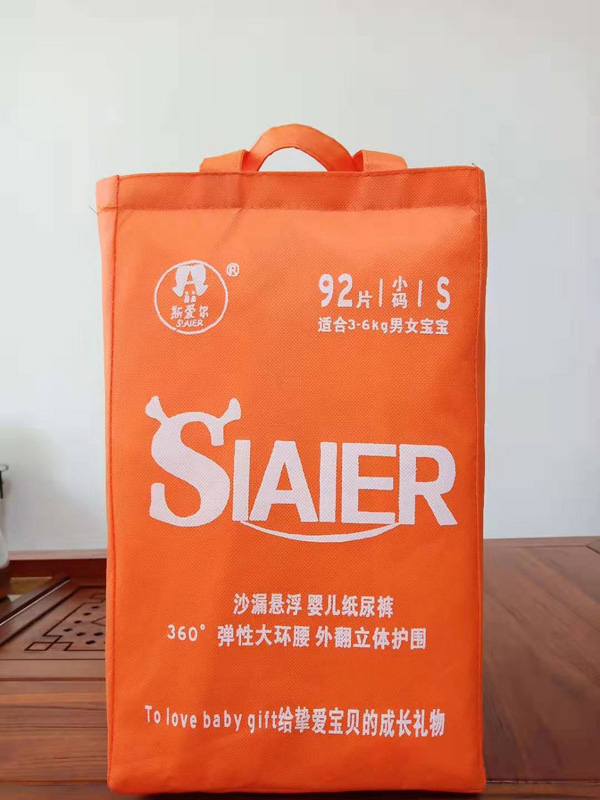 斯爱尔
SIAIER
®
92片 | 小码 | S
适合3-6kg男女宝宝
SIAIER
沙漏悬浮 婴儿纸尿裤
360° 弹性大环腰 外翻立体护围
To love baby gift给挚爱宝贝的成长礼物